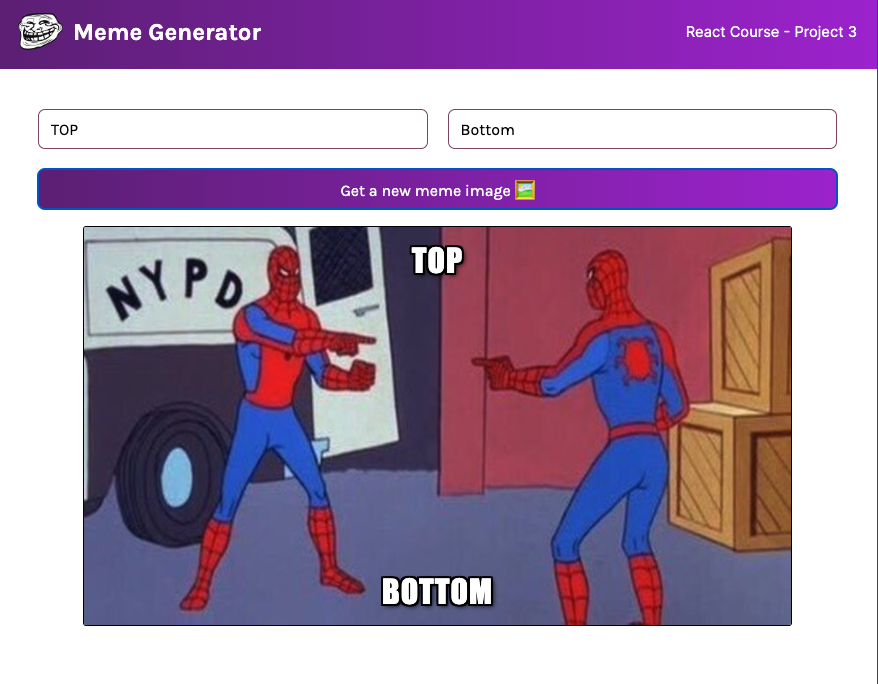 Meme Generator
React Course - Project 3
TOP
Bottom
Get a new meme image
NYPD
TOP
BOTTOM